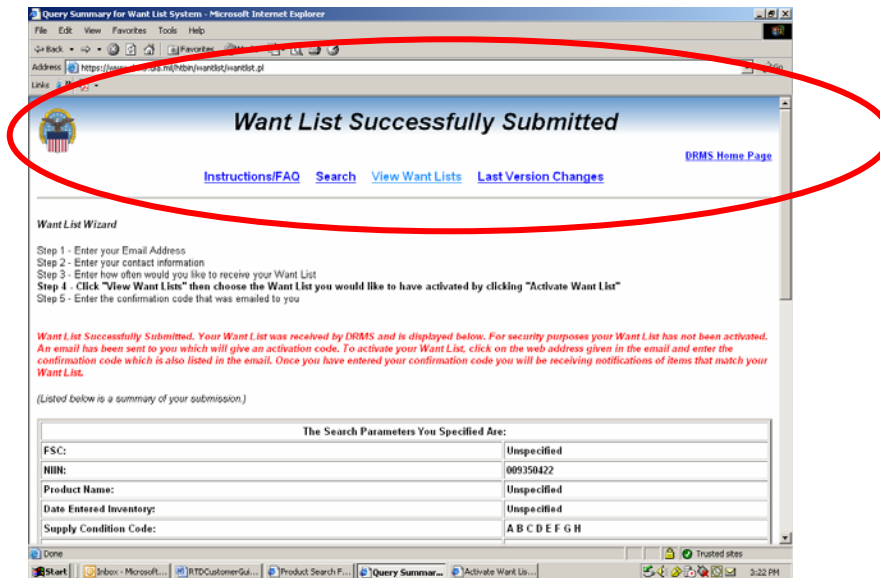 Query Summary for Want List System - Microsoft Internet Explorer
File Edit View Favorites Tools Help
Back Favorites
Address https://www. .mil/htbin/wantlist/wantlist.pl Go
Links
Want List Successfully Submitted
DRMS Home Page
Instructions/FAQ Search View Want Lists Last Version Changes
Want List Wizard
Step 1 - Enter your Email Address
Step 2 - Enter your contact information
Step 3 - Enter how often would you like to receive your Want List
Step 4 - Click "View Want Lists" then choose the Want List you would like to have activated by clicking "Activate Want List"
Step 5 - Enter the confirmation code that was emailed to you
Want List Successfully Submitted. Your Want List was received by DRMS and is displayed below. For security purposes your Want List has not been activated.
An email has been sent to you which will give an activation code. To activate your Want List, click on the web address given in the email and enter the
confirmation code which is also listed in the email. Once you have entered your confirmation code you will be receiving notifications of items that match your
Want List.
(Listed below is a summary of your submission.)
The Search Parameters You Specified Are:
FSC: Unspecified
NIIN: 009350422
Product Name: Unspecified
Date Entered Inventory: Unspecified
Supply Condition Code: A B C D E F G H
Done Trusted sites
Start Inbox - Microsoft... RTDCustomerGui... Product Search F... Query Summar... Activate Want Lis... 3:22 PM